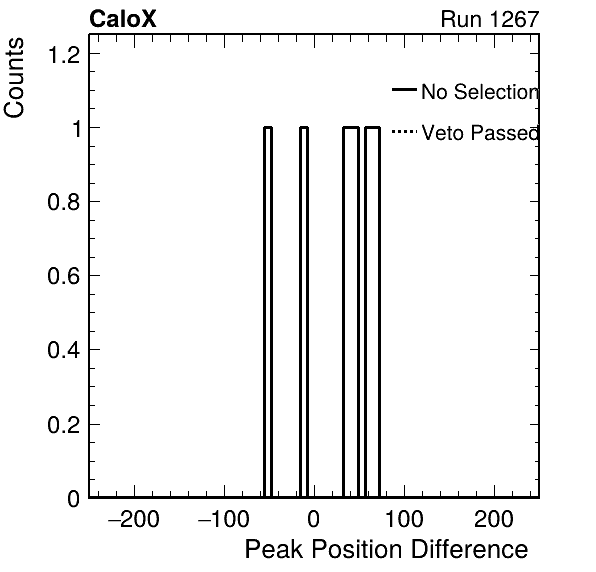 CaloX Run 1267
Counts
1.2
1
0.8
0.6
0.4
0.2
0
No Selection
Veto Passed
−200 −100 0 100 200
Peak Position Difference